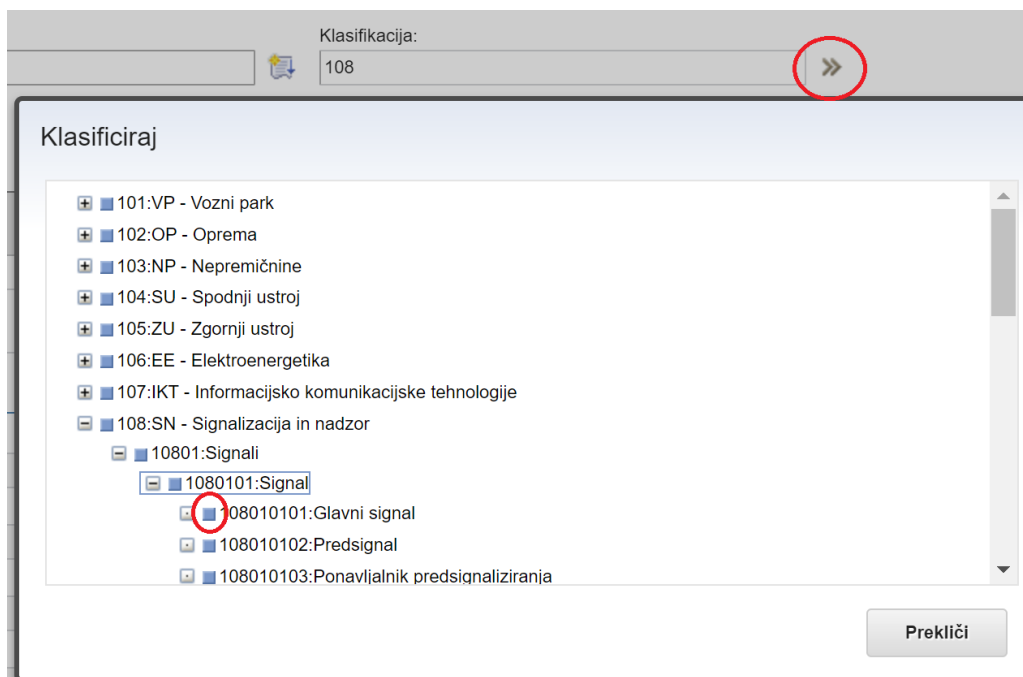 Klasifikacija:
108
Klasificiraj
101:VP - Vozni park
102:OP - Oprema
103:NP - Nepremičnine
104:SU - Spodnji ustroj
105:ZU - Zgornji ustroj
106:EE - Elektroenergetika
107:IKT - Informacijsko komunikacijske tehnologije
108:SN - Signalizacija in nadzor
10801:Signali
1080101:Signal
108010101:Glavni signal
108010102:Predsignal
108010103:Ponavljalnik predsignaliziranja
Prekliči